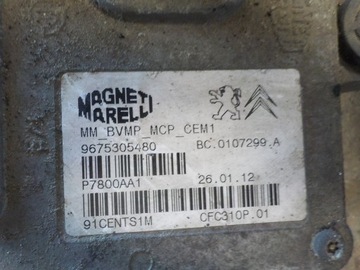 MAGNETI
MARELLI
MM_BVMP_MCP_CEM1
9675305480 BC.0107299.A
P7800AA1 26.01.12
91CENTS1M CFC310P.01